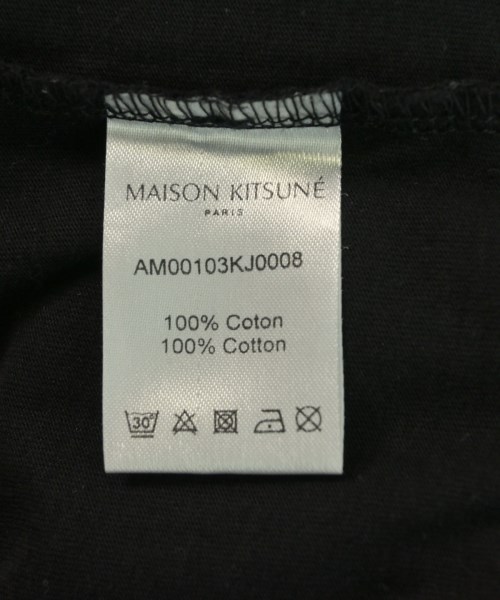 MAISON KITSUNÉ
PARIS
AM00103KJ0008
100% Coton
100% Cotton
30°